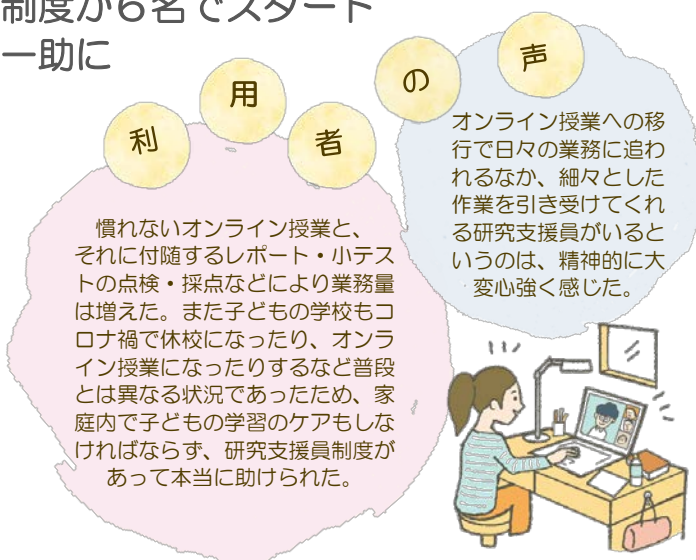 制度が6名でスタート
一助に
利用者の声
慣れないオンライン授業と、
それに付随するレポート・小テス
トの点検・採点などにより業務量
は増えた。また子どもの学校もコ
ロナ禍で休校になったり、オンラ
イン授業になったりするなど普段
とは異なる状況であったため、家
庭内で子どもの学習のケアもしな
ければならず、研究支援員制度が
あって本当に助けられた。
オンライン授業への移
行で日々の業務に追わ
れるなか、細々とした
作業を引き受けてくれ
る研究支援員がいると
いうのは、精神的に大
変心強く感じた。